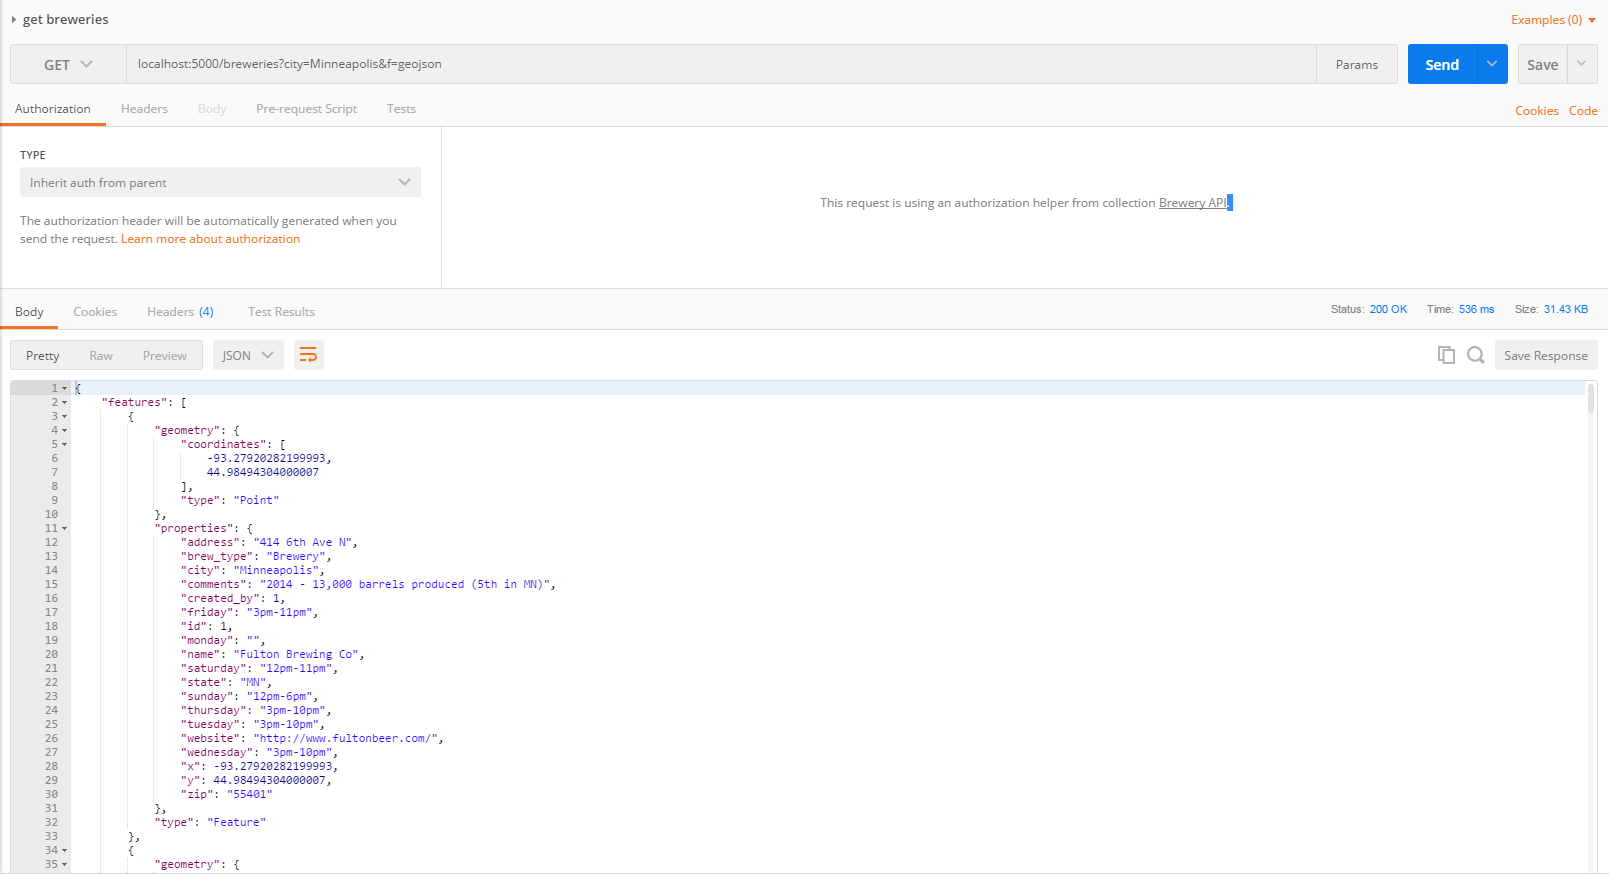 get breweries
Examples (0)
GET
localhost:5000/breweries?city=Minneapolis&f=geojson
Params
Send
Save
Authorization Headers Body Pre-request Script Tests
Cookies Code
TYPE
Inherit auth from parent
The authorization header will be automatically generated when you
send the request. Learn more about authorization
This request is using an authorization helper from collection Brewery API.
Body Cookies Headers (4) Test Results
Status: 200 OK Time: 536 ms Size: 31.43 KB
Pretty Raw Preview JSON
Save Response
1 {
2 "features": [
3 {
4 "geometry": {
5 "coordinates": [
6 -93.27920282199993,
7 44.98494304000007
8 ],
9 "type": "Point"
10 },
11 "properties": {
12 "address": "414 6th Ave N",
13 "brew_type": "Brewery",
14 "city": "Minneapolis",
15 "comments": "2014 - 13,000 barrels produced (5th in MN)",
16 "created_by": 1,
17 "friday": "3pm-11pm",
18 "id": 1,
19 "monday": "",
20 "name": "Fulton Brewing Co",
21 "saturday": "12pm-11pm",
22 "state": "MN",
23 "sunday": "12pm-6pm",
24 "thursday": "3pm-10pm",
25 "tuesday": "3pm-10pm",
26 "website": "http://www.fultonbeer.com/",
27 "wednesday": "3pm-10pm",
28 "x": -93.27920282199993,
29 "y": 44.98494304000007,
30 "zip": "55401"
31 },
32 "type": "Feature"
33 },
34 {
35 "geometry": {